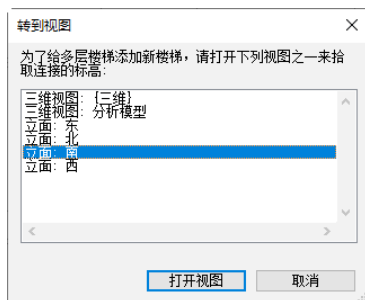 转到视图
为了给多层楼梯添加新楼梯，请打开下列视图之一来拾
取连接的标高：
三维视图: {三维}
三维视图: 分析模型
立面: 东
立面: 北
立面: 南
立面: 西
打开视图
取消